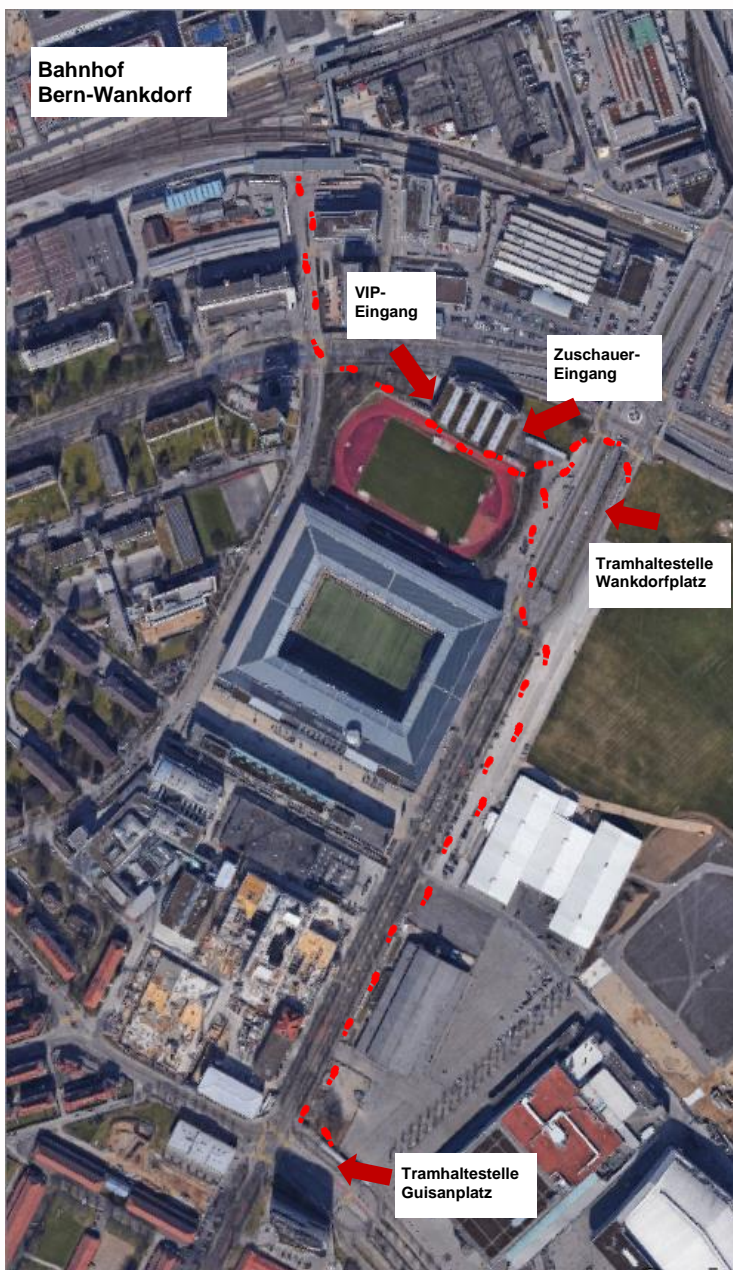 Bahnhof
Bern-Wankdorf
VIP-
Eingang
Zuschauer-
Eingang
Tramhaltestelle
Wankdorfplatz
Tramhaltestelle
Guisanplatz